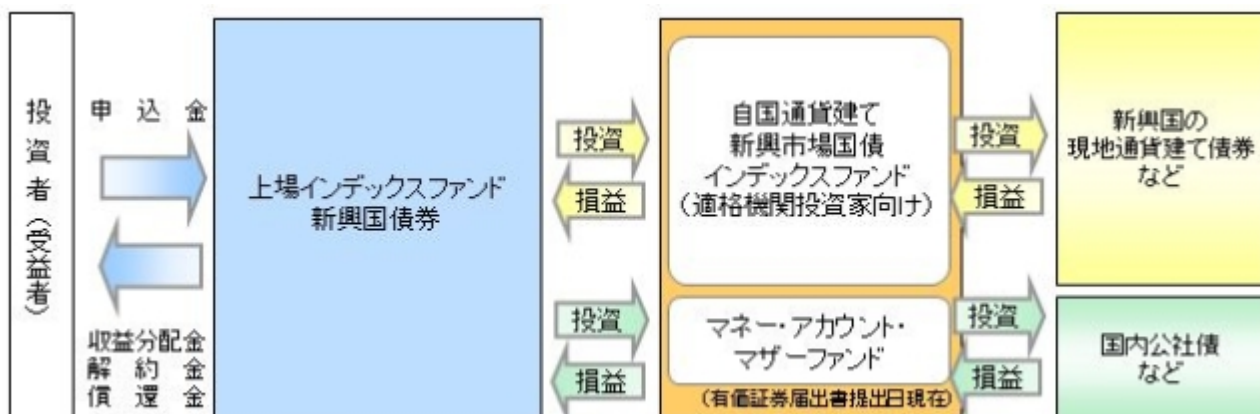 投資者（受益者）
申込金
収益分配金
解約金
償還金
上場インデックスファンド
新興国債券
投資
損益
投資
損益
自国通貨建て
新興市場国債
インデックスファンド
（適格機関投資家向け）
マネー・アカウント・
マザーファンド
（有価証券届出書提出日現在）
投資
損益
投資
損益
新興国の
現地通貨建て債券
など
国内公社債
など